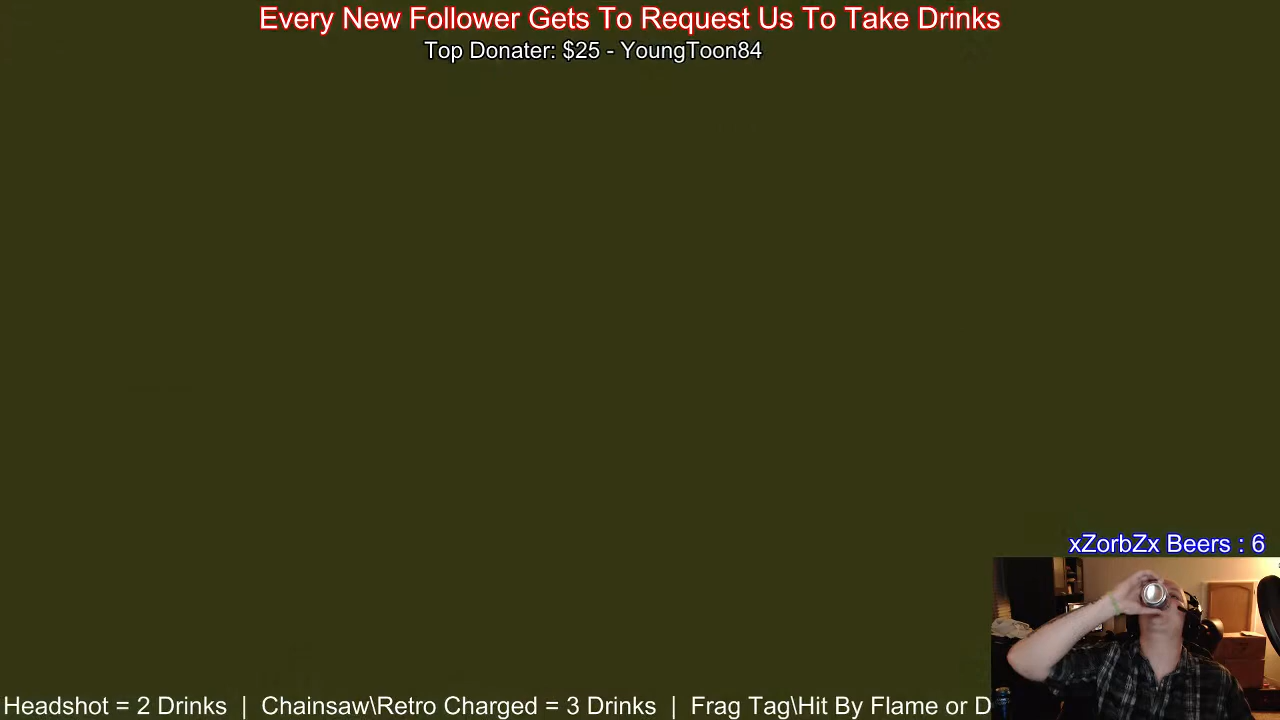 Every New Follower Gets To Request Us To Take Drinks
Top Donater: $25 - YoungToon84
xZorbZx Beers : 6
Headshot = 2 Drinks | Chainsaw\Retro Charged = 3 Drinks | Frag Tag\Hit By Flame or D